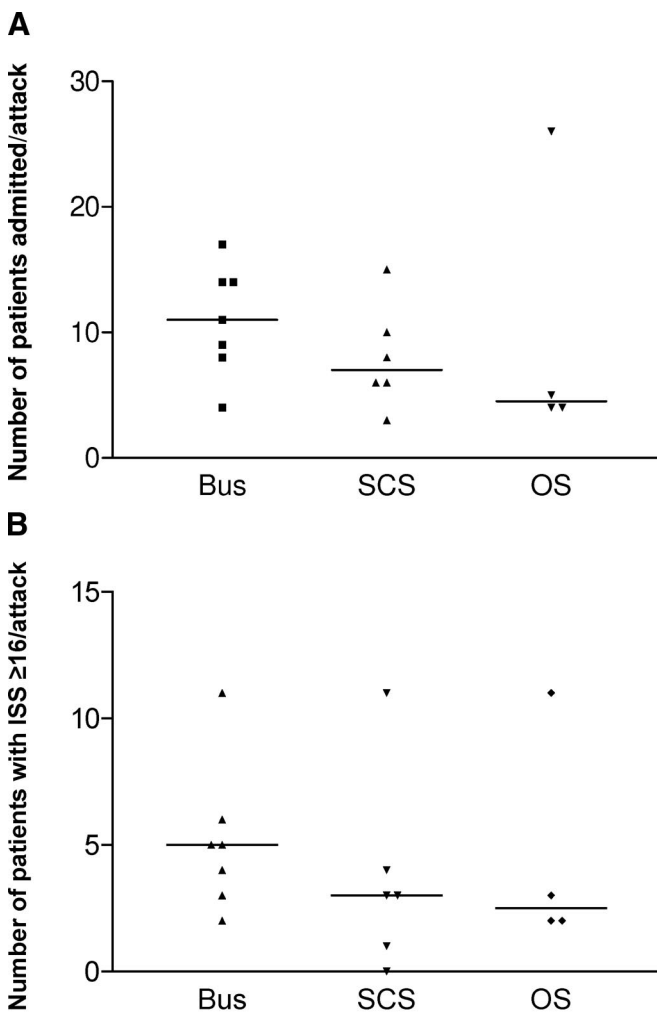 A
Number of patients admitted/attack
30
20
10
0
Bus SCS OS
B
Number of patients with ISS ≥16/attack
15
10
5
0
Bus SCS OS